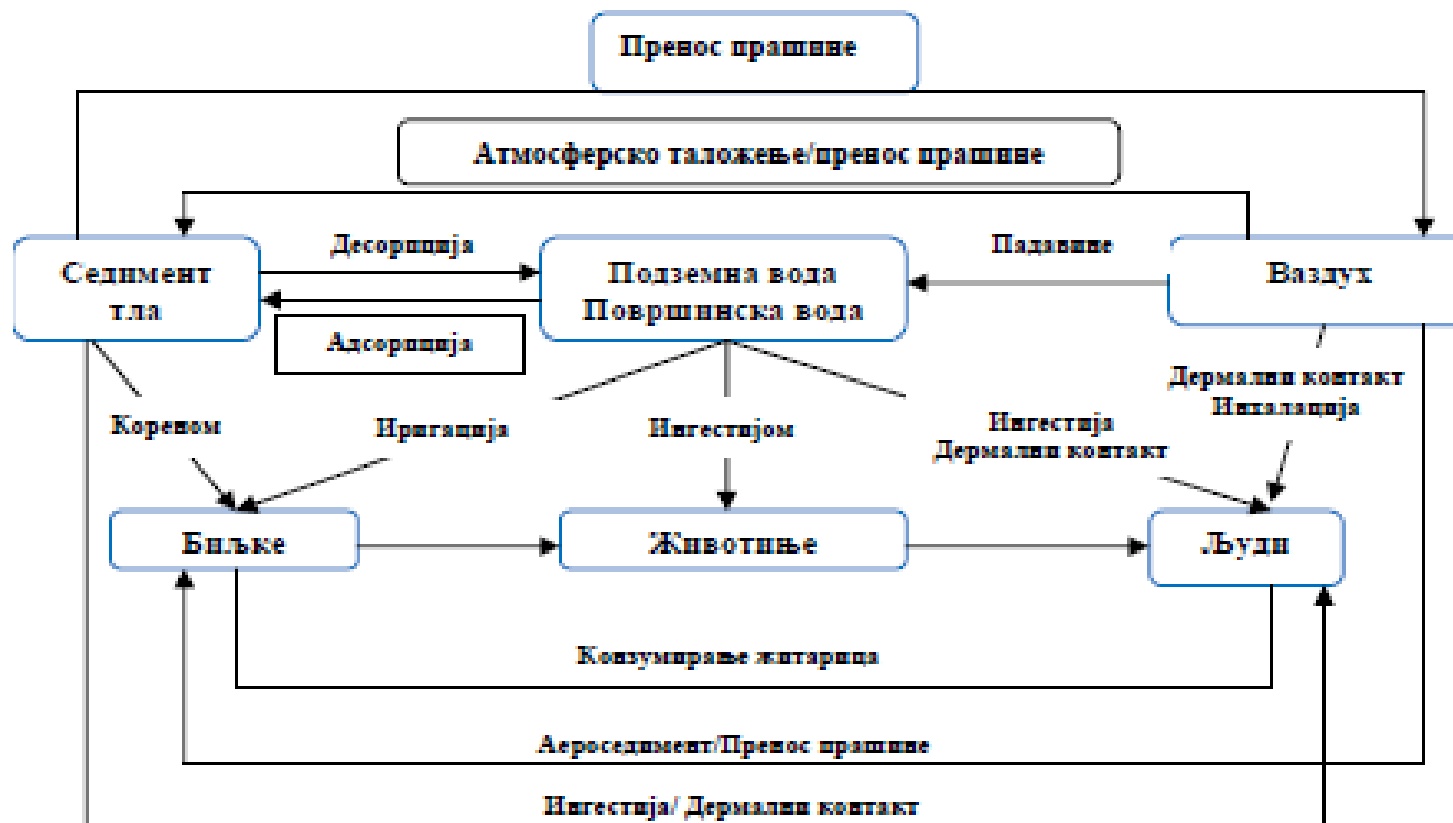 Пренос прашине
Атмосферско таложење/пренос прашине
Седимент
тла
Десорпција
Адсорпција
Подземна вода
Површинска вода
Падавине
Ваздух
Кореном
Иригација
Ингестијом
Ингестија
Дермални контакт
Дермални контакт
Инхалација
Биљке
Животиње
Људи
Конзумирање житарица
Аероседимент/Пренос прашине
Ингестија/ Дермални контакт